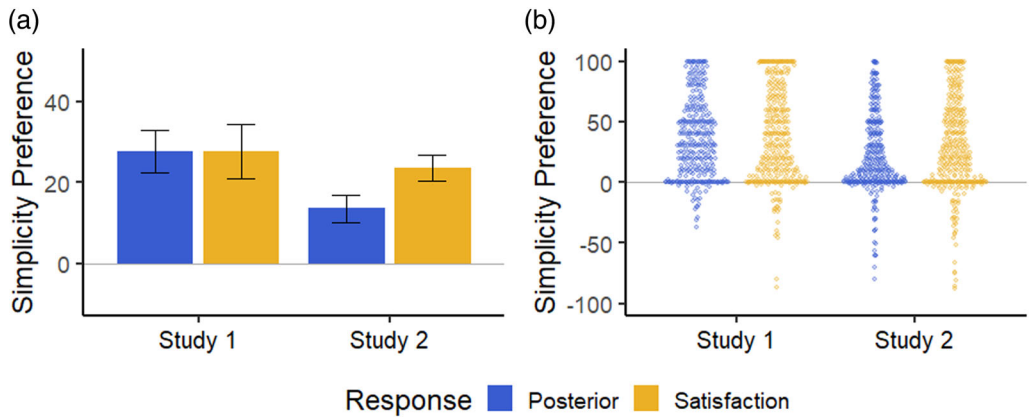 (a)
Simplicity Preference
40
20
0
Study 1 Study 2
(b)
Simplicity Preference
100
50
0
-50
-100
Study 1 Study 2
Response Posterior Satisfaction